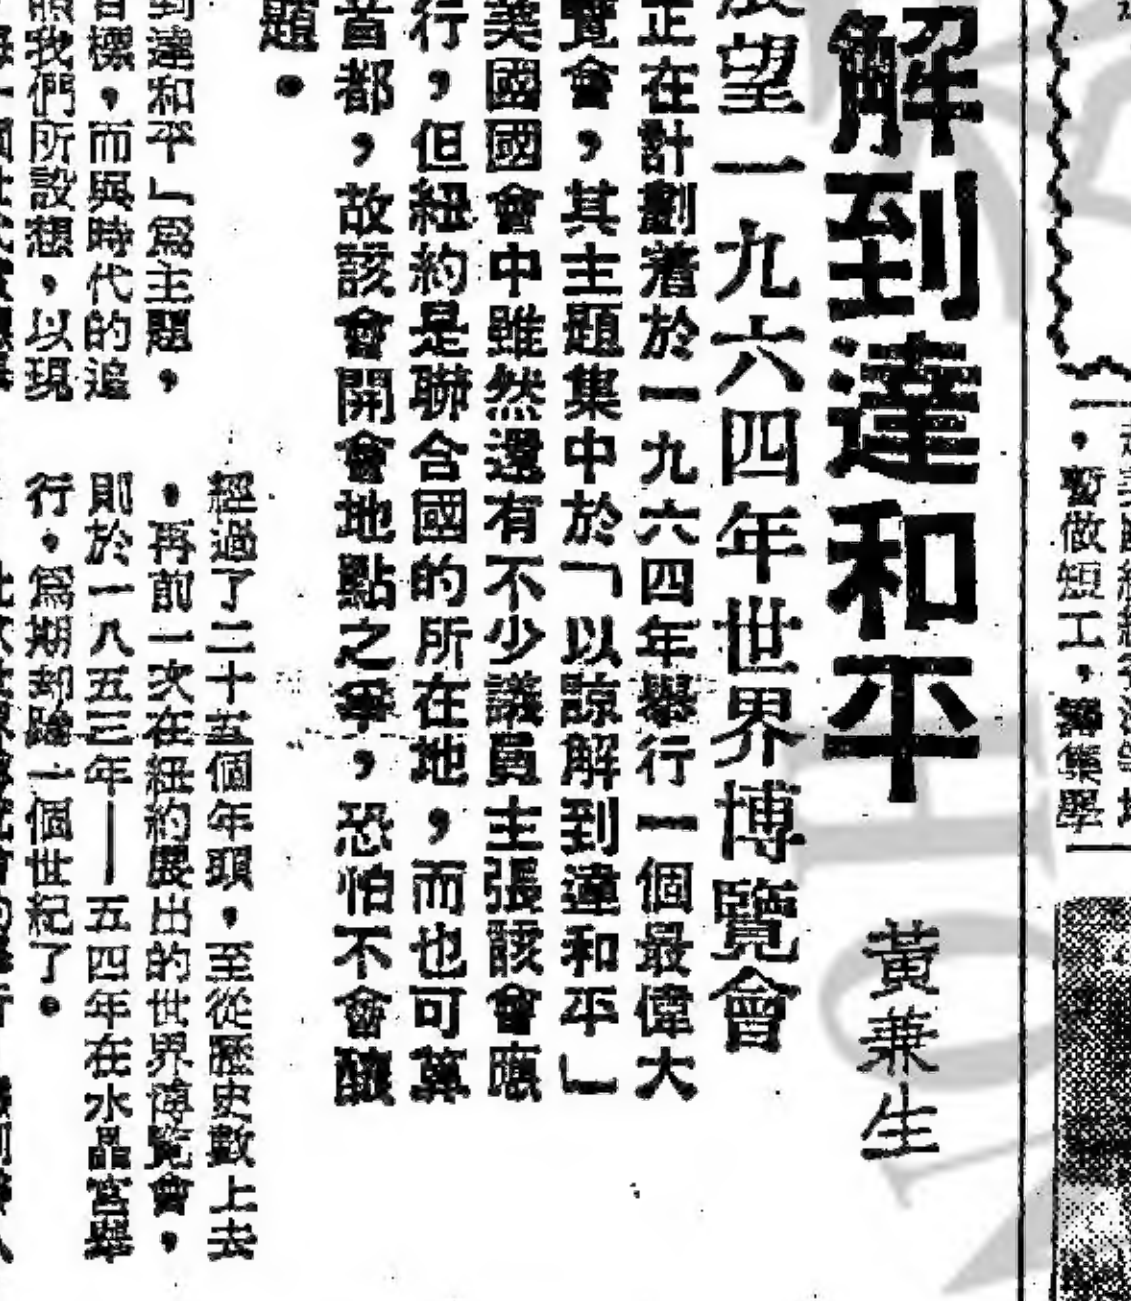 解到達和平
黃兼生
展望一九六四年世界博覽會
正在計劃着於一九六四年舉行一個最偉大
覽會，其主題集中於「以諒解到達和平」
美國國會中雖然還有不少議員主張該會應
行，但紐約是聯合國的所在地，而也可算
首都，故該會開會地點之爭，恐怕不會釀
題。
經過了二十五個年頭，至從歷史數上去
，再前一次在紐約展出的世界博覽會，
則於一八五三年——五四年在水晶宮舉
行，爲期却踰一個世紀了。
到達和平」爲主題，
目標，而與時代的追
照我們所設想，以現
，暫做短工，籌集學